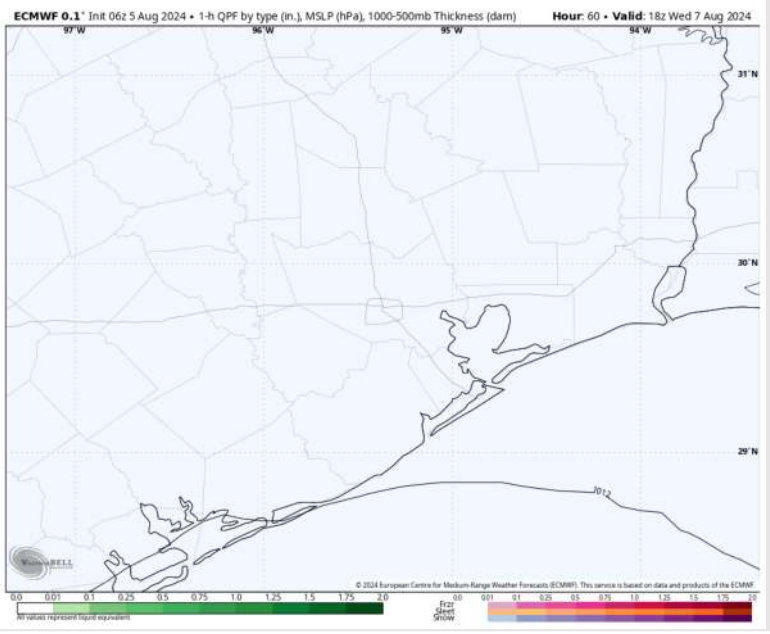 ECMWF 0.1° Init 06z 5 Aug 2024 • 1-h QPF by type (in.), MSLP (hPa), 1000-500mb Thickness (dam) Hour: 60 • Valid: 18z Wed 7 Aug 2024
97°W 96°W 95°W 94°W
31°N
30°N
29°N
1012
WeatherBELL
© 2024 European Centre for Medium-Range Weather Forecasts (ECMWF). This service is based on data and products of the ECMWF
0.0 0.01 0.1 0.25 0.5 0.75 1.0 1.25 1.5 1.75 2.0 0.0 0.01 0.1 0.25 0.5 0.75 1.0 1.25 1.5 1.75 2.0
Frzr
Sleet
Snow
All values represent liquid equivalent